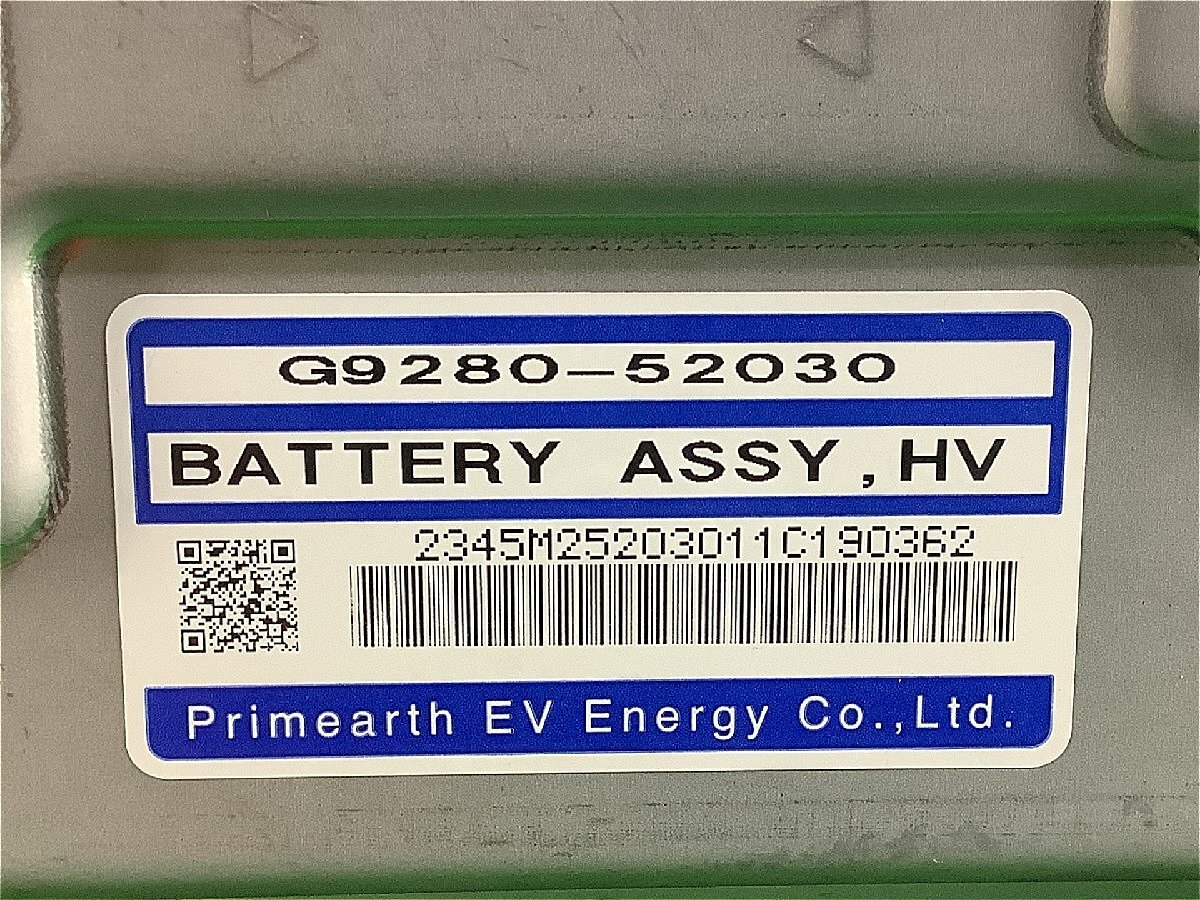 G9280-52030
BATTERY ASSY,HV
2345M25203011C190362
Primearth EV Energy Co.,Ltd.